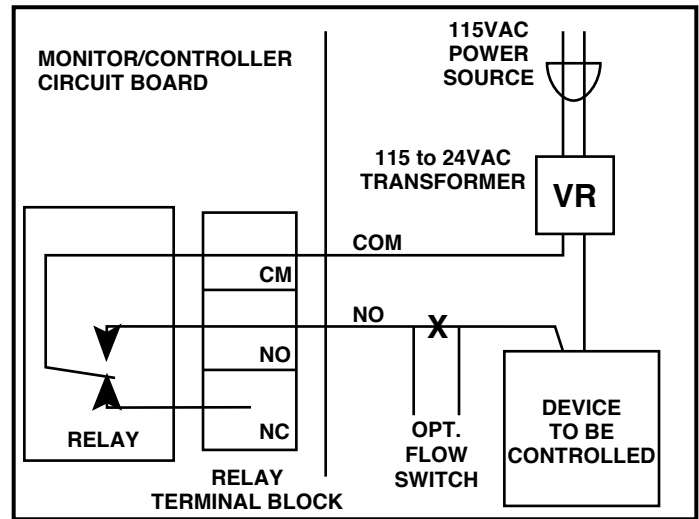 MONITOR/CONTROLLER
CIRCUIT BOARD
115VAC
POWER
SOURCE
115 to 24VAC
TRANSFORMER
VR
COM
CM
NO
X
NO
NC
RELAY
RELAY
TERMINAL BLOCK
OPT.
FLOW
SWITCH
DEVICE
TO BE
CONTROLLED